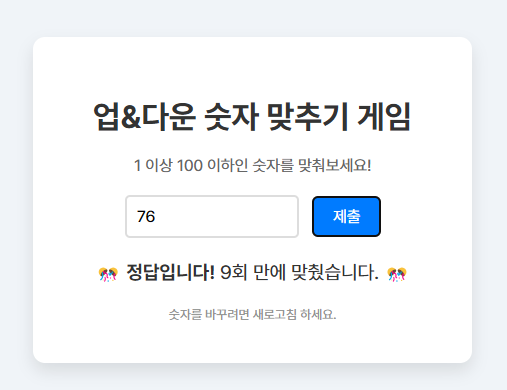 업&다운 숫자 맞추기 게임
1 이상 100 이하인 숫자를 맞춰보세요!
76 제출
🎊 정답입니다! 9회 만에 맞췄습니다. 🎊
숫자를 바꾸려면 새로고침 하세요.